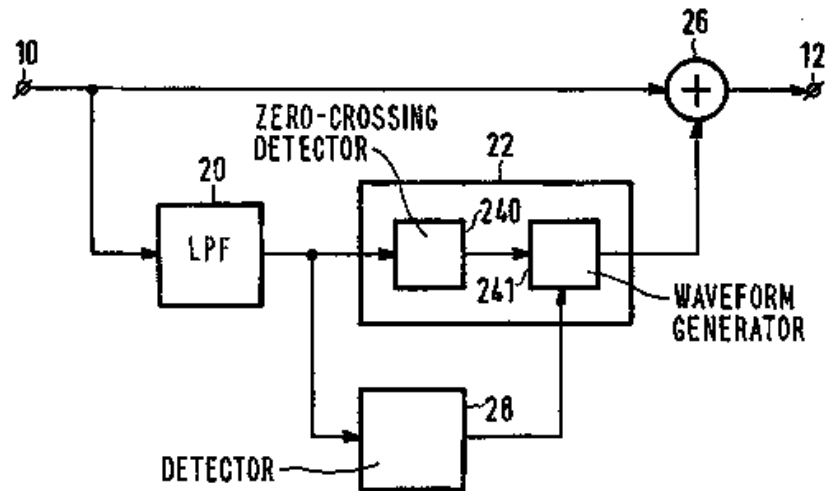 26
10
12
ZERO-CROSSING
DETECTOR
22
20
240
LPF
241
WAVEFORM
GENERATOR
28
DETECTOR